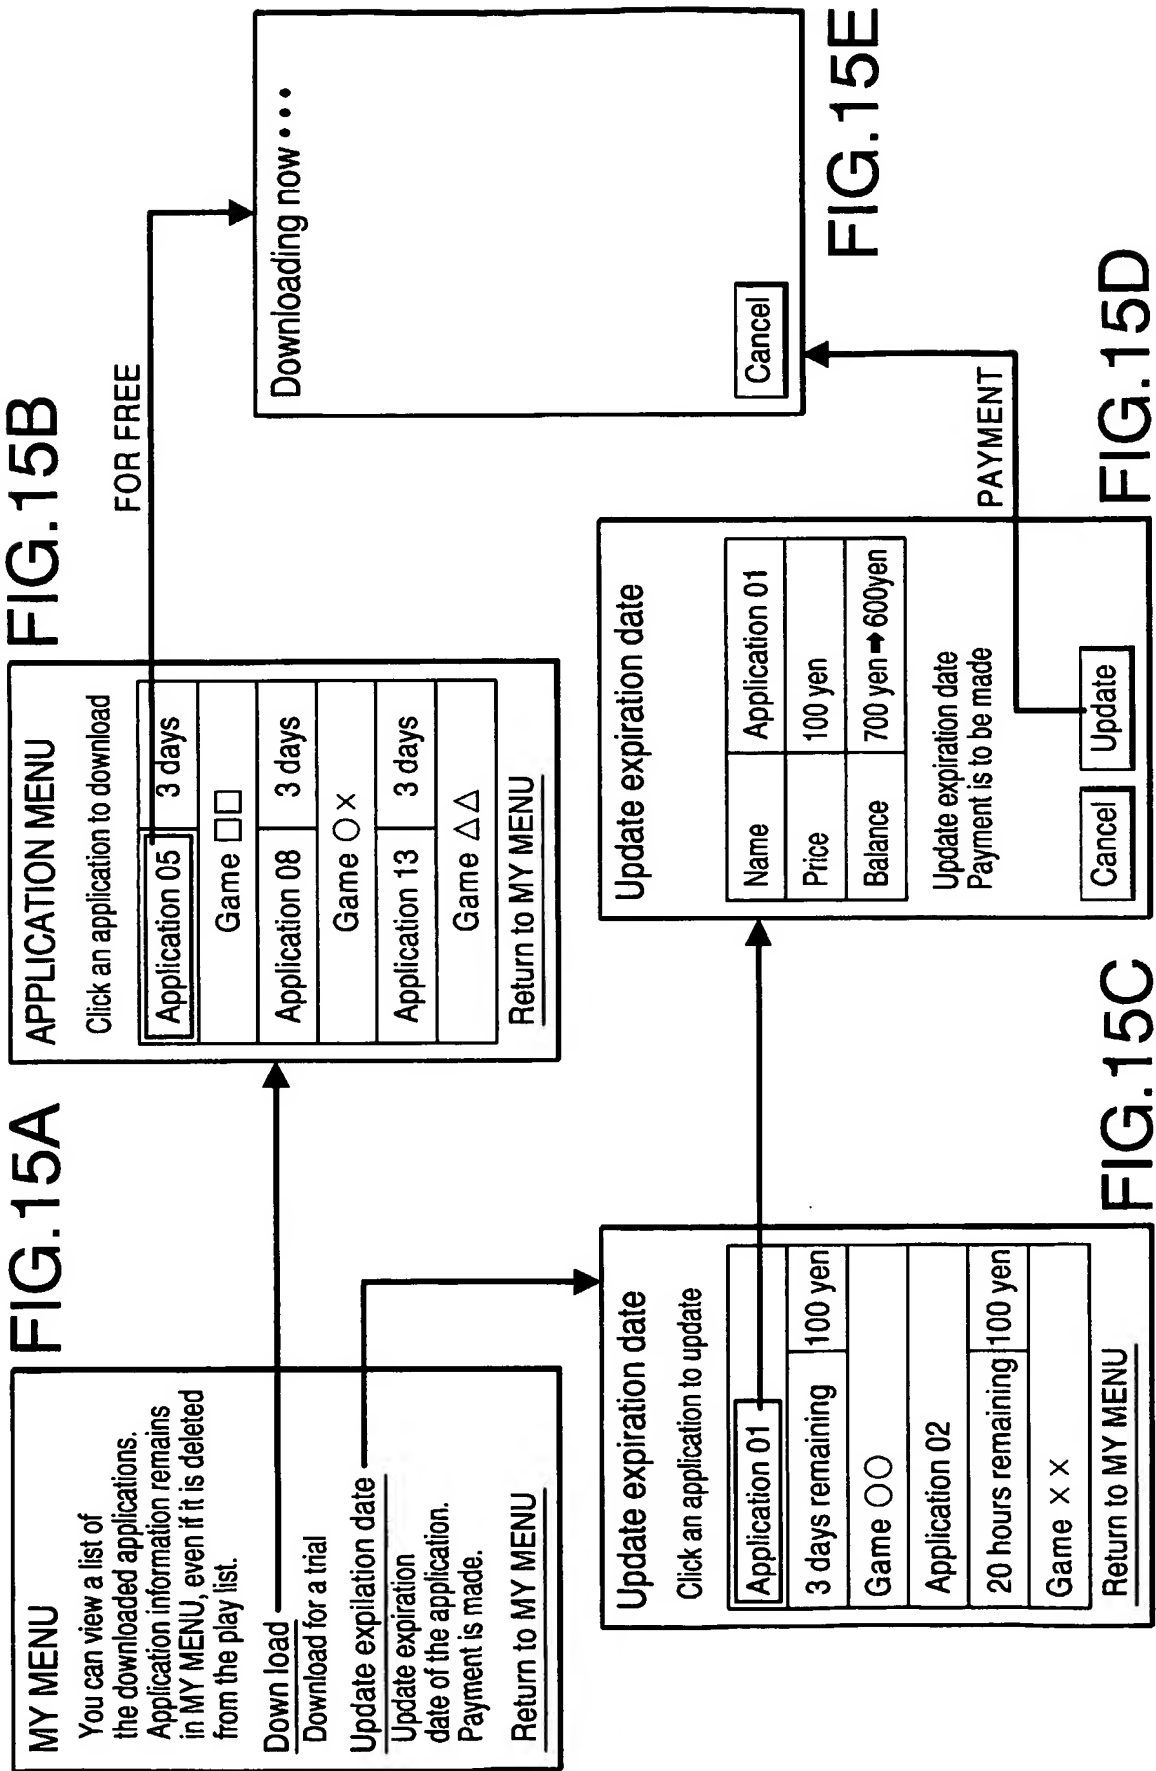 FIG.15A
MY MENU
You can view a list of
the downloaded applications.
Application information remains
in MY MENU, even if it is deleted
from the play list.
Down load
Download for a trial
Update expilation date
Update expiration
date of the application.
Payment is made.
Return to MY MENU
FIG.15B
APPLICATION MENU
Click an application to download
Application 05 3 days
Game □□
Application 08 3 days
Game ○×
Application 13 3 days
Game △△
Return to MY MENU
FOR FREE
FIG.15C
Update expiration date
Click an application to update
Application 01
3 days remaining 100 yen
Game ○○
Application 02
20 hours remaining 100 yen
Game ××
Return to MY MENU
FIG.15D
Update expiration date
Name Application 01
Price 100 yen
Balance 700 yen➡600yen
Update expiration date
Payment is to be made
Cancel Update
PAYMENT
FIG.15E
Downloading now •••
Cancel